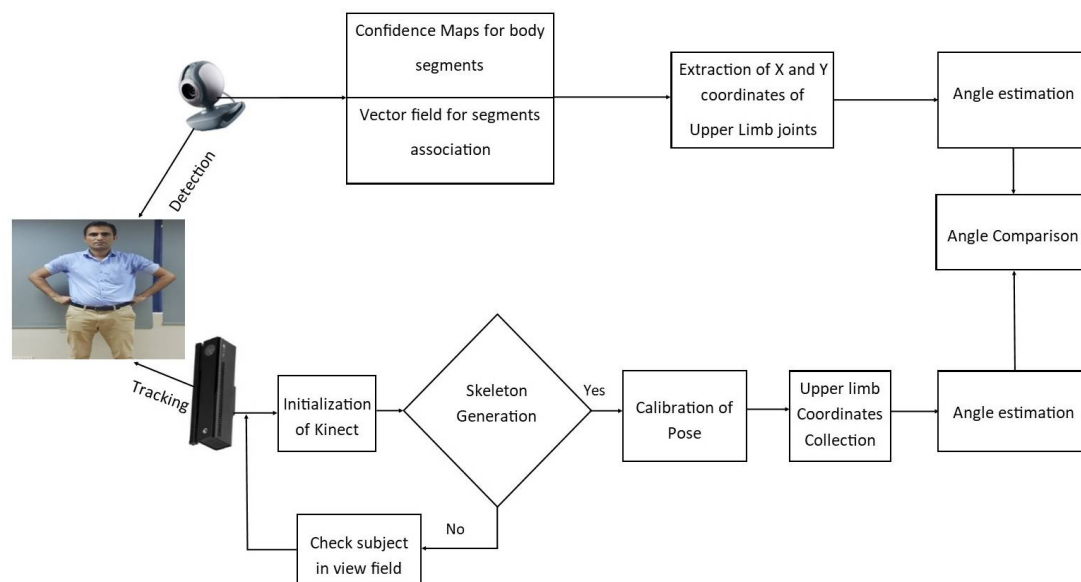 Confidence Maps for body
segments
Vector field for segments
association
Extraction of X and Y
coordinates of
Upper Limb joints
Angle estimation
Detection
Angle Comparison
Tracking
Initialization
of Kinect
Skeleton
Generation
Yes
Calibration of
Pose
Upper limb
Coordinates
Collection
Angle estimation
No
Check subject
in view field